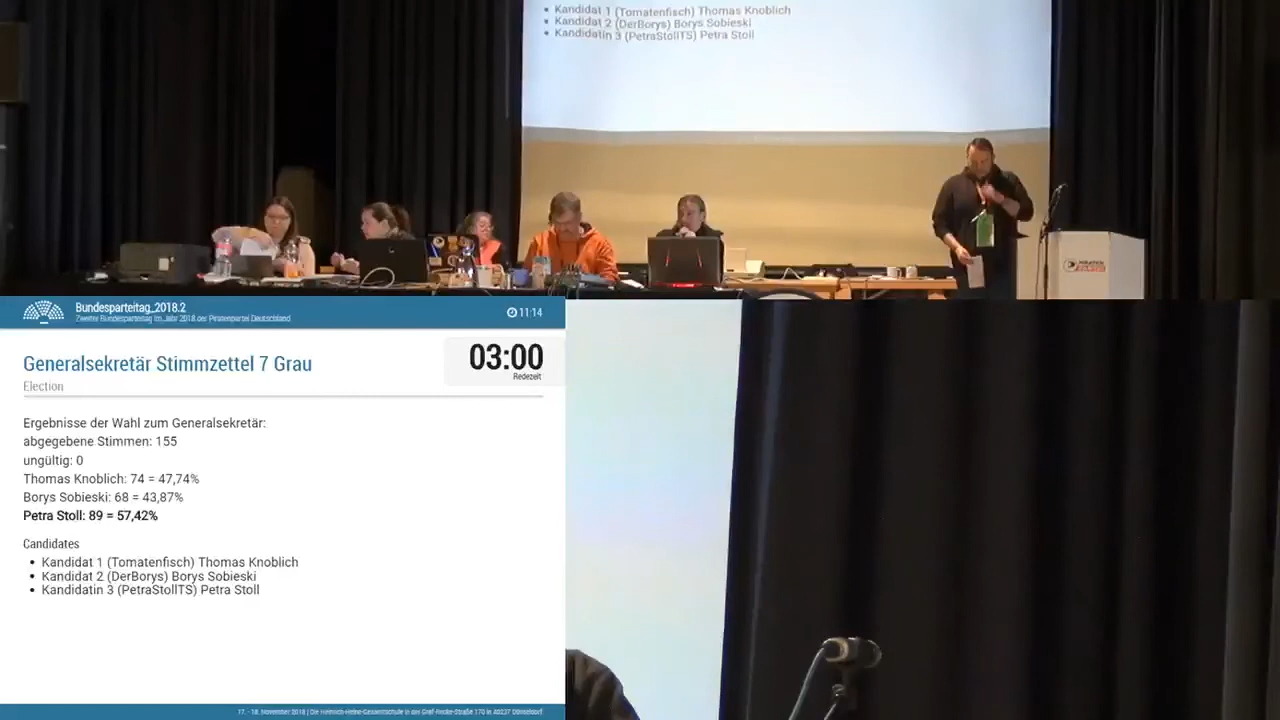 Kandidat 1 (Tomatenfisch) Thomas Knoblich
Kandidat 2 (DerBorys) Borys Sobieski
Kandidatin 3 (PetraStollTS) Petra Stoll
PIRATEN
Bundesparteitag_2018.2
Zweiter Bundesparteitag im Jahr 2018 der Piratenpartei Deutschland
11:14
Generalsekretär Stimmzettel 7 Grau
Election
03:00
Redezeit
Ergebnisse der Wahl zum Generalsekretär:
abgegebene Stimmen: 155
ungültig: 0
Thomas Knoblich: 74 = 47,74%
Borys Sobieski: 68 = 43,87%
Petra Stoll: 89 = 57,42%
Candidates
Kandidat 1 (Tomatenfisch) Thomas Knoblich
Kandidat 2 (DerBorys) Borys Sobieski
Kandidatin 3 (PetraStollTS) Petra Stoll
17. - 18. November 2018 | Die Heinrich-Heine-Gesamtschule in der Graf-Recke-Straße 170 in 40237 Düsseldorf